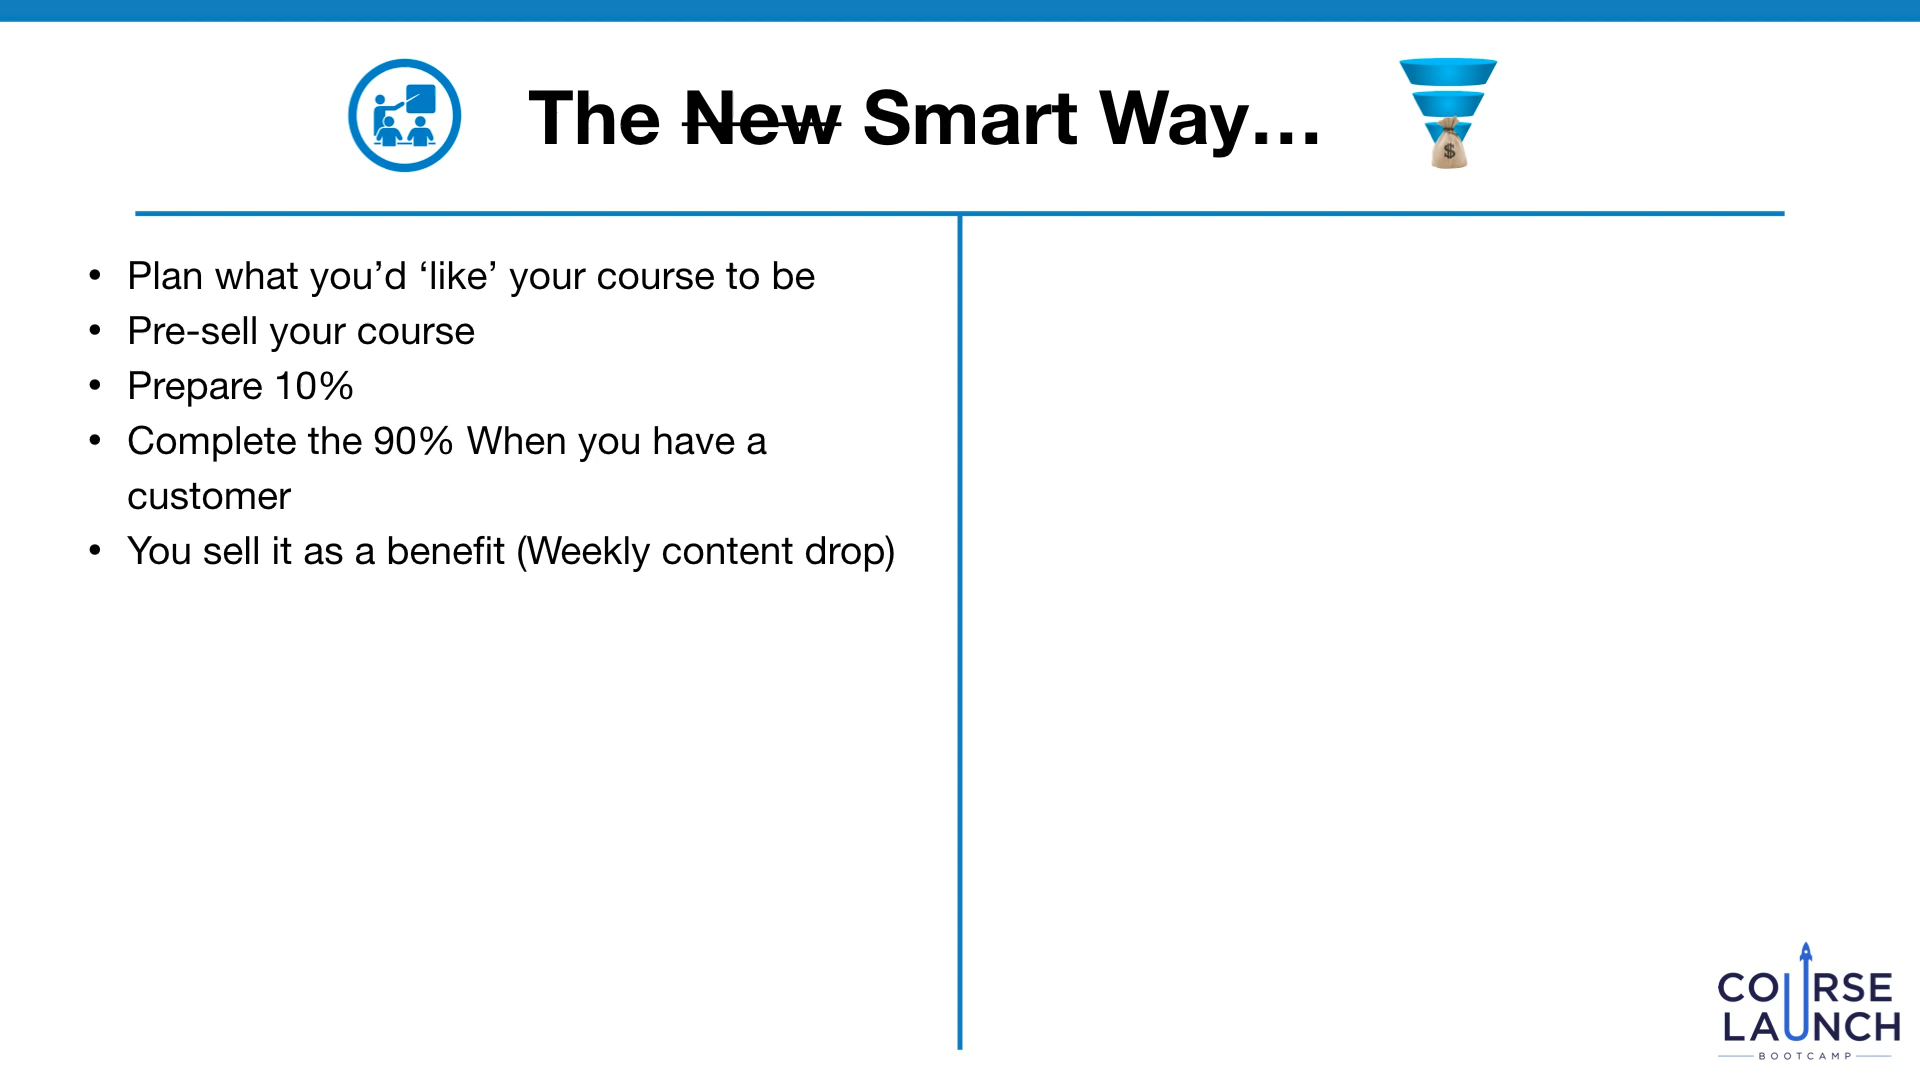 The New Smart Way...
$
• Plan what you’d ‘like’ your course to be
• Pre-sell your course
• Prepare 10%
• Complete the 90% When you have a
customer
• You sell it as a benefit (Weekly content drop)
COURSE
LAUNCH
BOOTCAMP